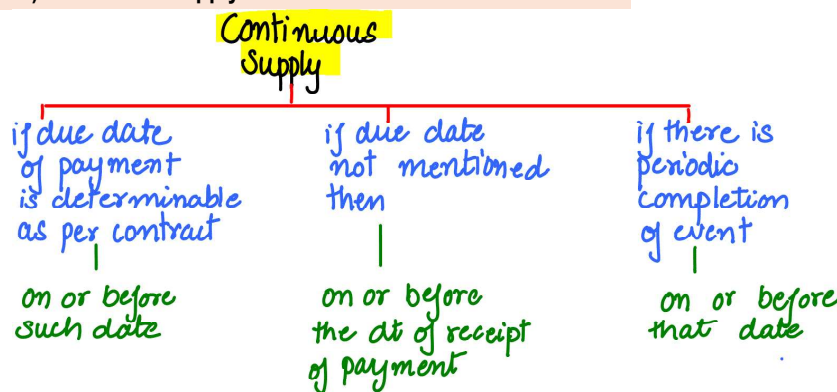 Continuous
Supply
if due date
of payment
is determinable
as per contract
on or before
such date
if due date
not mentioned
then
on or before
the dt of receipt
of payment
if there is
periodic
completion
of event
on or before
that date